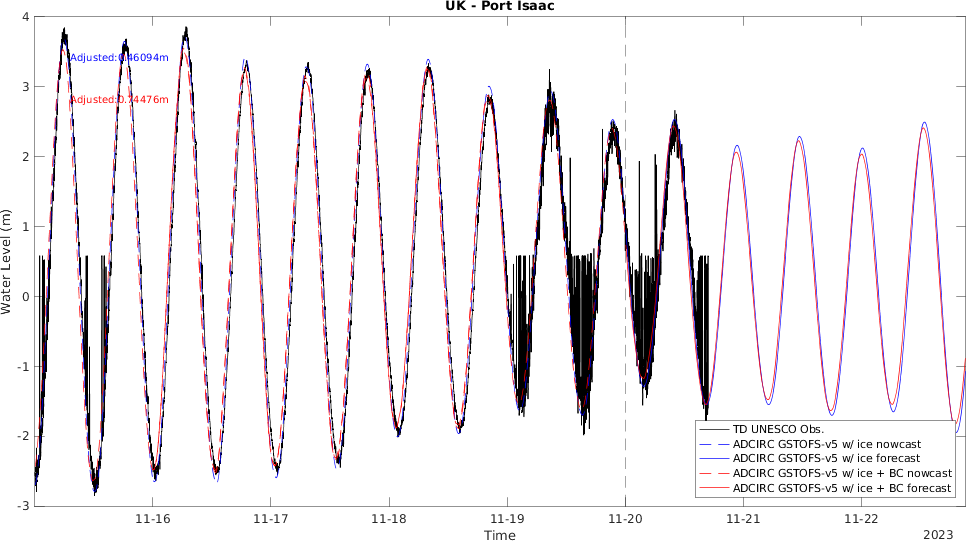 UK - Port Isaac
4
3
2
1
0
-1
-2
-3
Water Level (m)
Adjusted:0.46094m
Adjusted:0.74476m
11-16
11-17
11-18
11-19
11-20
11-21
11-22
Time
2023
TD UNESCO Obs.
ADCIRC GSTOFS-v5 w/ ice nowcast
ADCIRC GSTOFS-v5 w/ ice forecast
ADCIRC GSTOFS-v5 w/ ice + BC nowcast
ADCIRC GSTOFS-v5 w/ ice + BC forecast